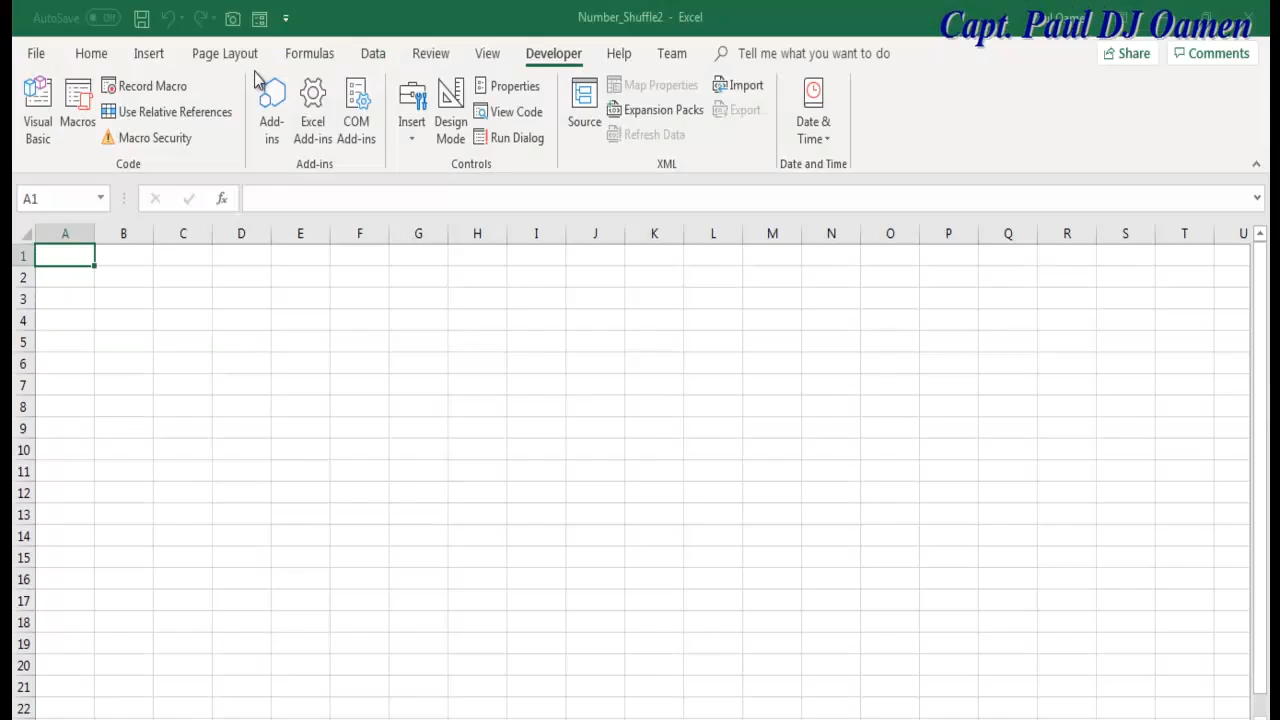 AutoSave Off
Number_Shuffle2 - Excel
Capt. Paul DJ Oamen
File Home Insert Page Layout Formulas Data Review View Developer Help Team Tell me what you want to do Share Comments
Visual Basic
Macros
Record Macro
Use Relative References
Macro Security
Code
Add-ins
Excel Add-ins
COM Add-ins
Add-ins
Insert
Design Mode
Properties
View Code
Run Dialog
Controls
Source
Map Properties
Expansion Packs
Refresh Data
Import
Export
XML
Date & Time
Date and Time
A1
fx
A B C D E F G H I J K L M N O P Q R S T U
1
2
3
4
5
6
7
8
9
10
11
12
13
14
15
16
17
18
19
20
21
22